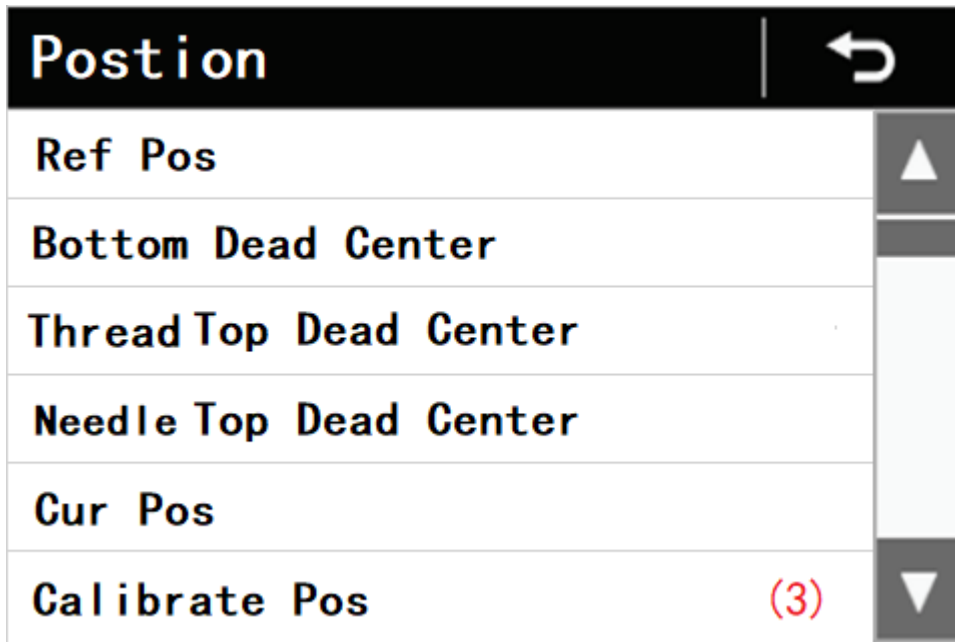 Postion
Ref Pos
Bottom Dead Center
Thread Top Dead Center
Needle Top Dead Center
Cur Pos
Calibrate Pos (3)